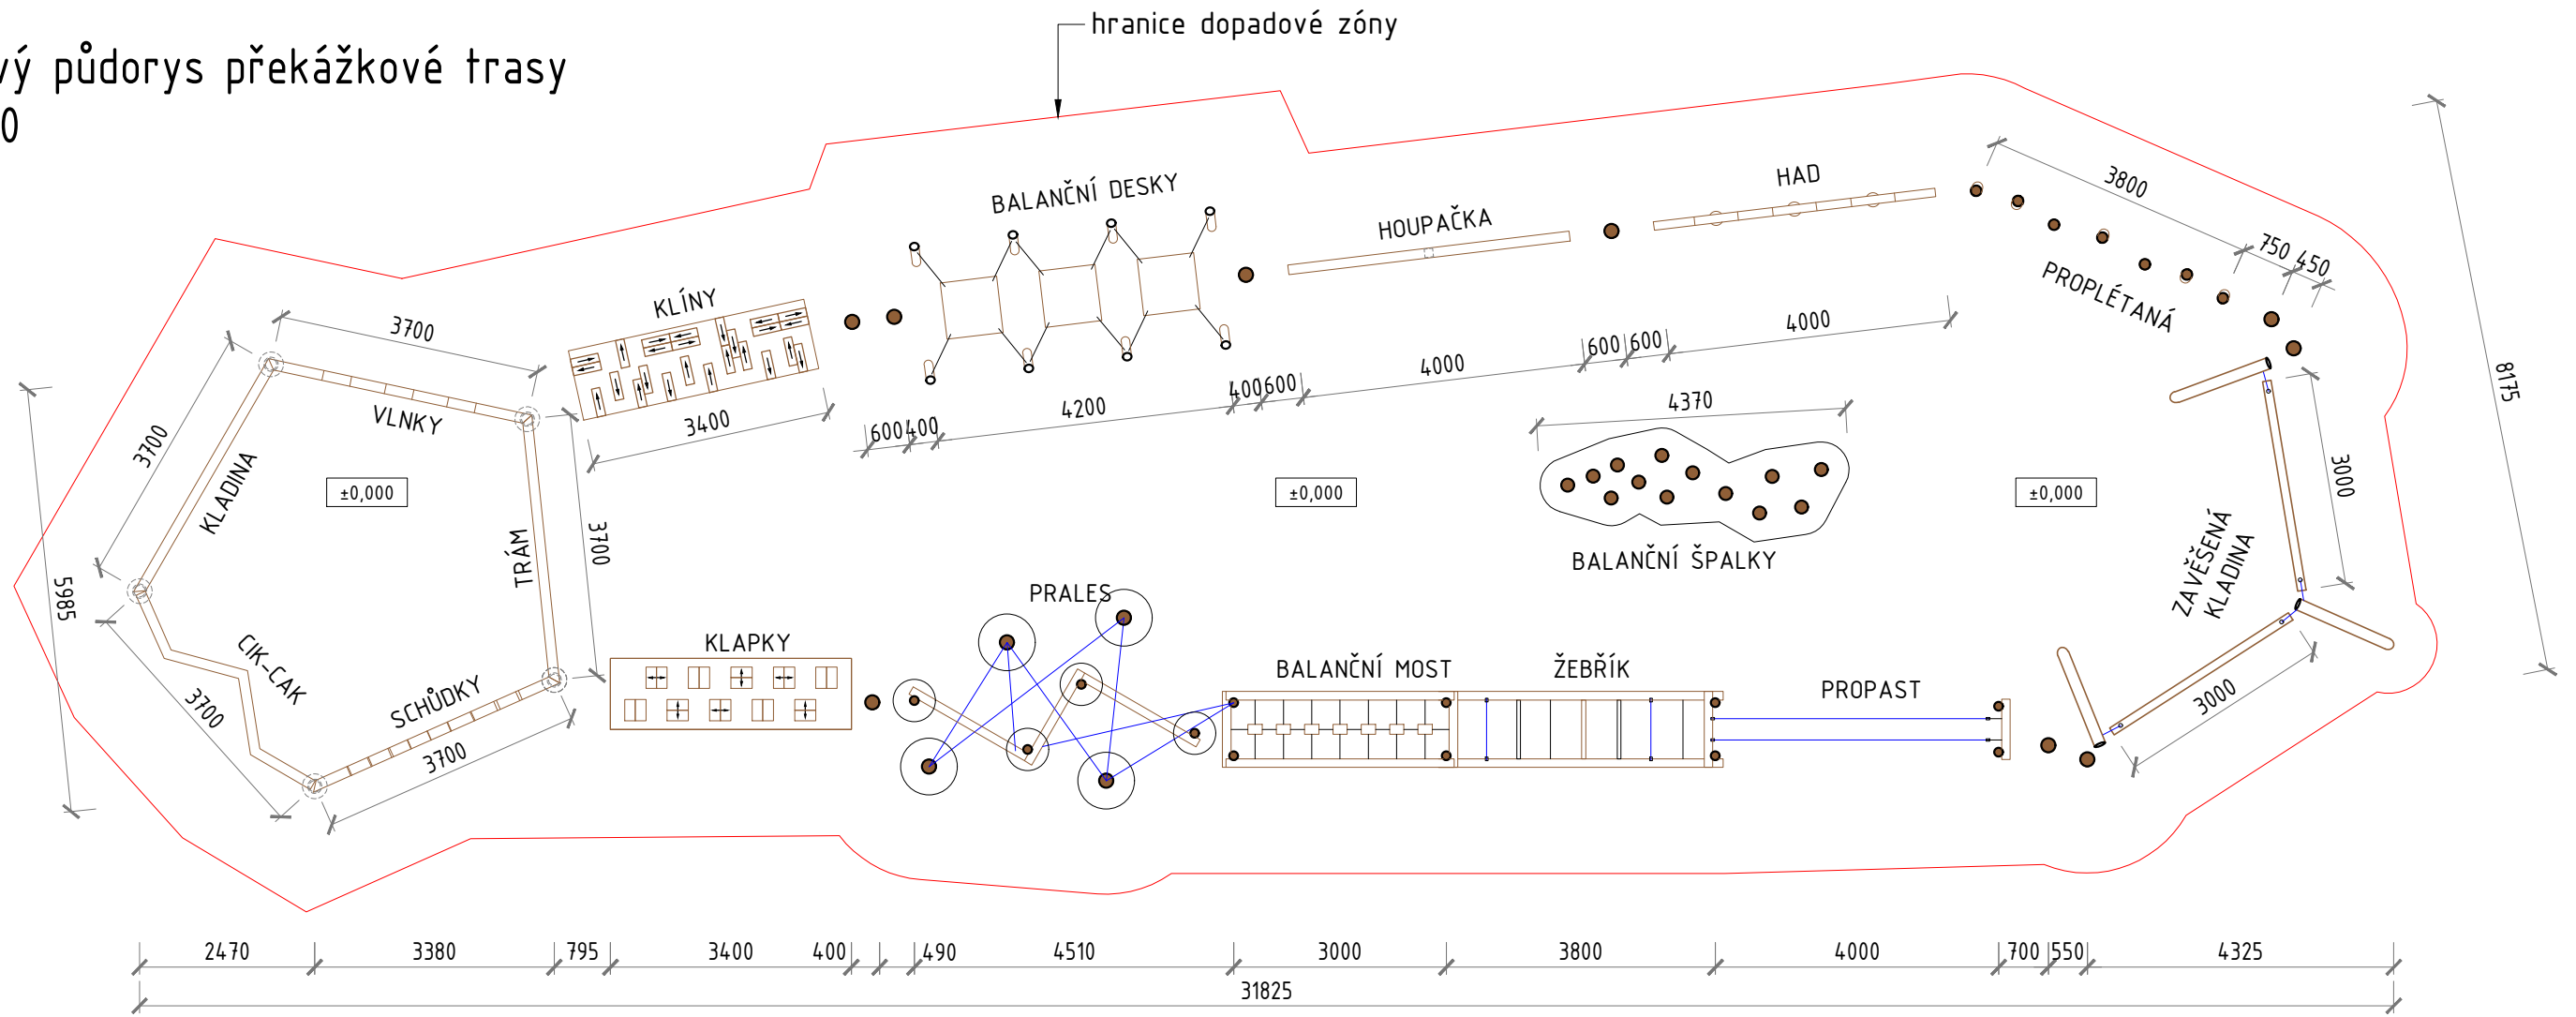 hranice dopadové zóny
vý půdorys překážkové trasy
0
BALANČNÍ DESKY
HAD
3800
HOUPAČKA
750
450
PROPLÉTANÁ
KLÍNY
3700
VLNKY
3400
600
400
4200
400
600
4000
600
600
4000
8175
4370
3700
KLADINA
±0,000
±0,000
±0,000
3000
TRÁM
3700
BALANČNÍ ŠPALKY
ZAVĚŠENÁ
KLADINA
5985
PRALES
CIK-CAK
KLAPKY
BALANČNÍ MOST
ŽEBŘÍK
PROPAST
3000
3700
SCHŮDKY
3700
2470
3380
795
3400
400
490
4510
3000
3800
4000
700
550
4325
31825